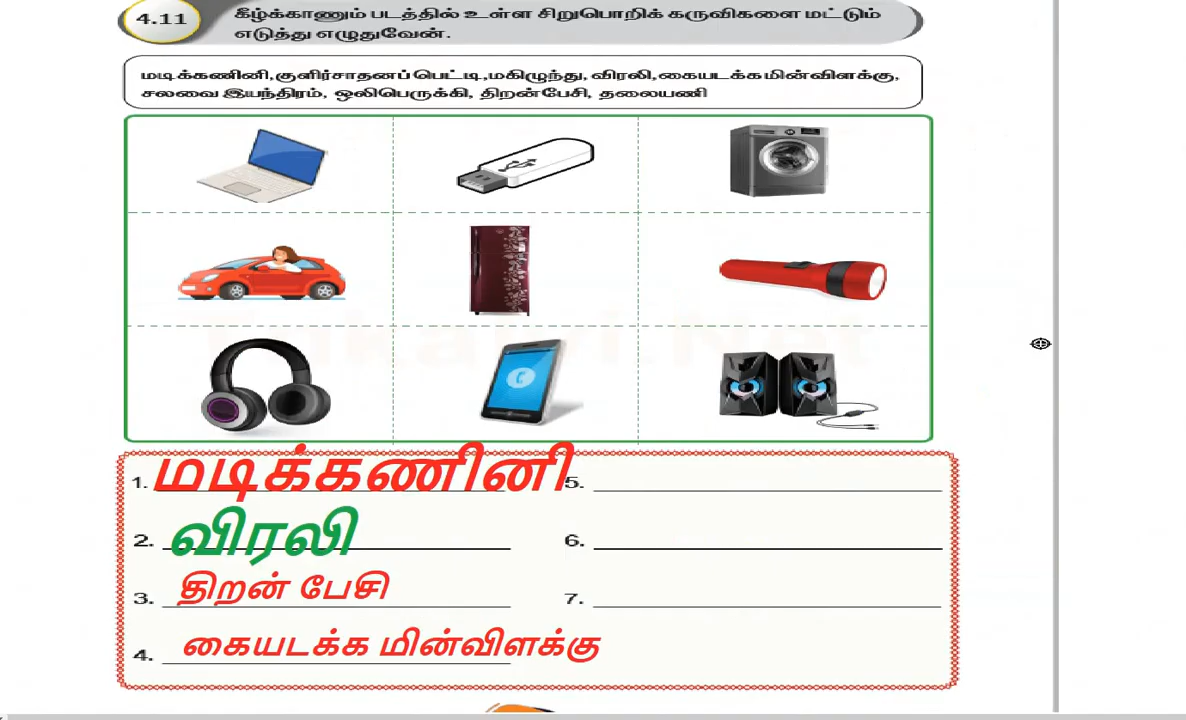 4.11 கீழ்க்காணும் படத்தில் உள்ள சிறுபொறிக் கருவிகளை மட்டும்
எடுத்து எழுதுவேன்.
மடிக்கணினி,குளிர்சாதனப் பெட்டி,மகிழுந்து, விரலி,கையடக்கமின்விளக்கு,
சலவை இயந்திரம், ஒலிபெருக்கி, திறன்பேசி, தலையணி
1. மடிக்கணினி
2. விரலி
3. திறன் பேசி
4. கையடக்க மின்விளக்கு
5.
6.
7.